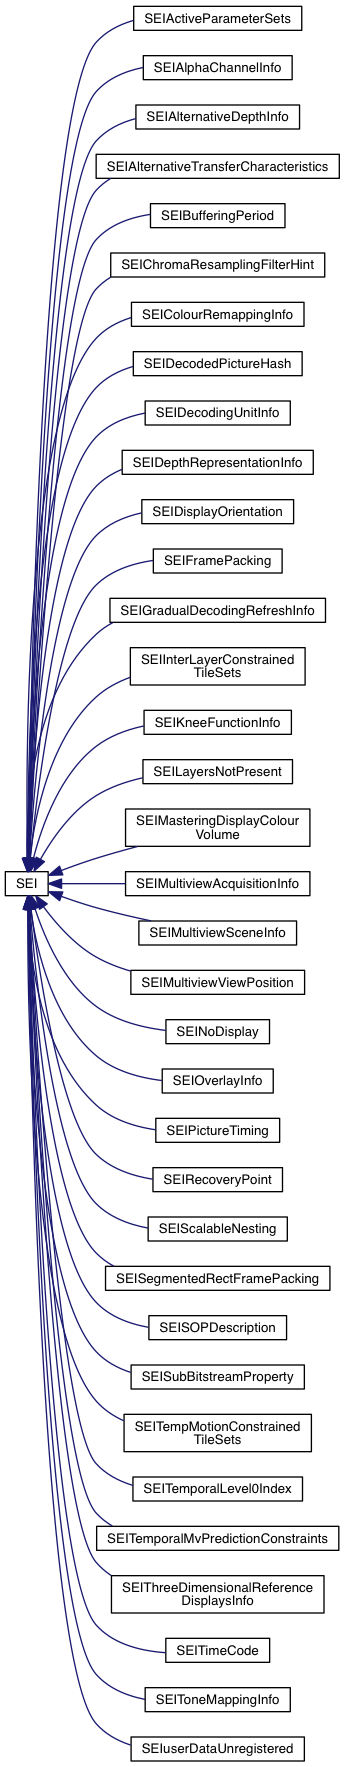 SEIActiveParameterSets
SEIAlphaChannelInfo
SEIAlternativeDepthInfo
SEIAlternativeTransferCharacteristics
SEIBufferingPeriod
SEIChromaResamplingFilterHint
SEIColourRemappingInfo
SEIDecodedPictureHash
SEIDecodingUnitInfo
SEIDepthRepresentationInfo
SEIDisplayOrientation
SEIFramePacking
SEIGradualDecodingRefreshInfo
SEIInterLayerConstrained
TileSets
SEIKneeFunctionInfo
SEILayersNotPresent
SEIMasteringDisplayColour
Volume
SEI
SEIMultiviewAcquisitionInfo
SEIMultiviewSceneInfo
SEIMultiviewViewPosition
SEINoDisplay
SEIOverlayInfo
SEIPictureTiming
SEIRecoveryPoint
SEIScalableNesting
SEISegmentedRectFramePacking
SEISOPDescription
SEISubBitstreamProperty
SEITempMotionConstrained
TileSets
SEITemporalLevel0Index
SEITemporalMvPredictionConstraints
SEIThreeDimensionalReference
DisplaysInfo
SEITimeCode
SEIToneMappingInfo
SEIuserDataUnregistered